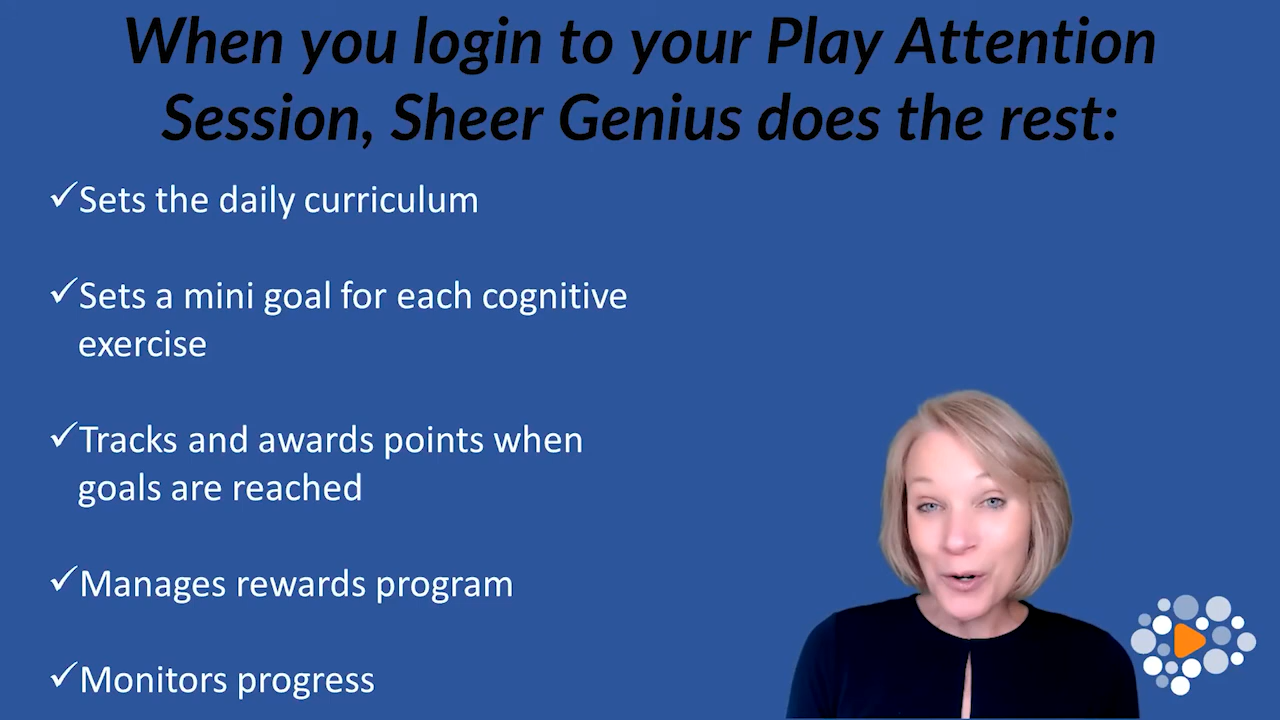 When you login to your Play Attention
Session, Sheer Genius does the rest:
✓Sets the daily curriculum
✓Sets a mini goal for each cognitive
exercise
✓Tracks and awards points when
goals are reached
✓Manages rewards program
✓Monitors progress